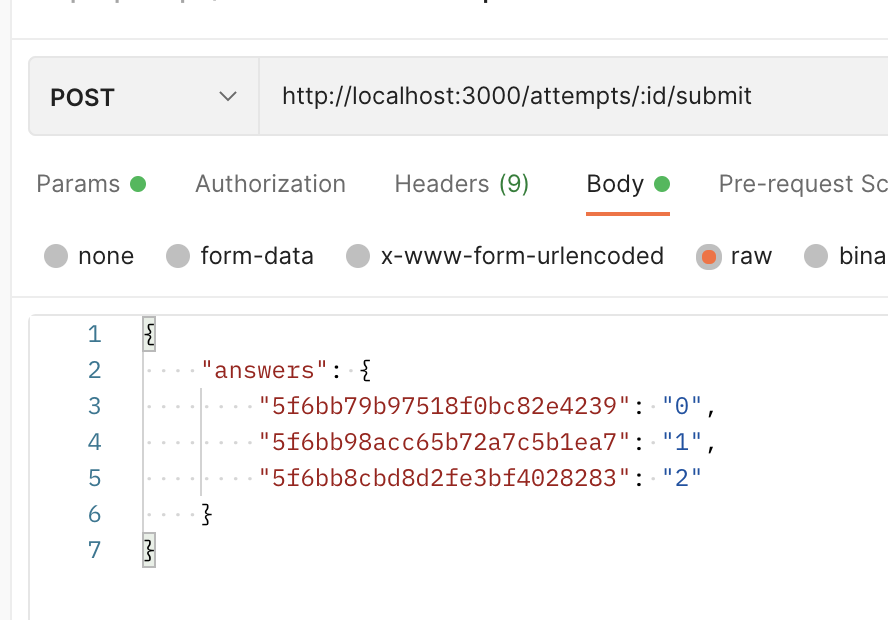 POST http://localhost:3000/attempts/:id/submit
Params Authorization Headers (9) Body Pre-request Sc
none form-data x-www-form-urlencoded raw bina
1 {
2 "answers": {
3 "5f6bb79b97518f0bc82e4239": "0",
4 "5f6bb98acc65b72a7c5b1ea7": "1",
5 "5f6bb8cbd8d2fe3bf4028283": "2"
6 }
7 }